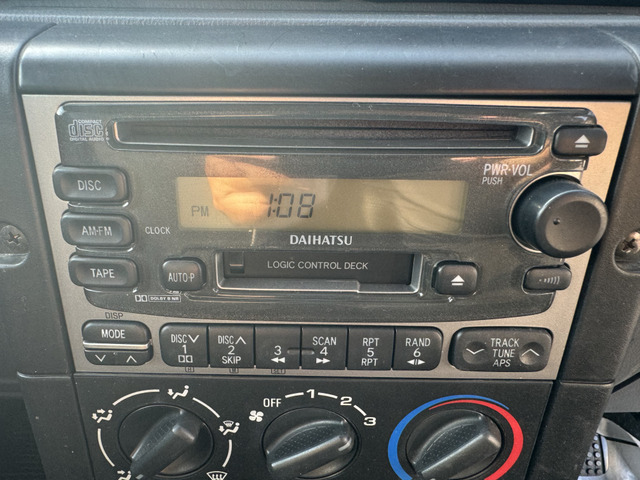 COMPACT
disc
DIGITAL AUDIO
PWR·VOL
PUSH
DISC
PM 1:08
AM·FM
CLOCK
DAIHATSU
TAPE
AUTO-P
LOGIC CONTROL DECK
DOLBY B NR
DISP
MODE
DISC 1
DISC 2 SKIP
3
SCAN 4
RPT 5 RPT
RAND 6
TRACK
TUNE
APS
OFF 1 2 3